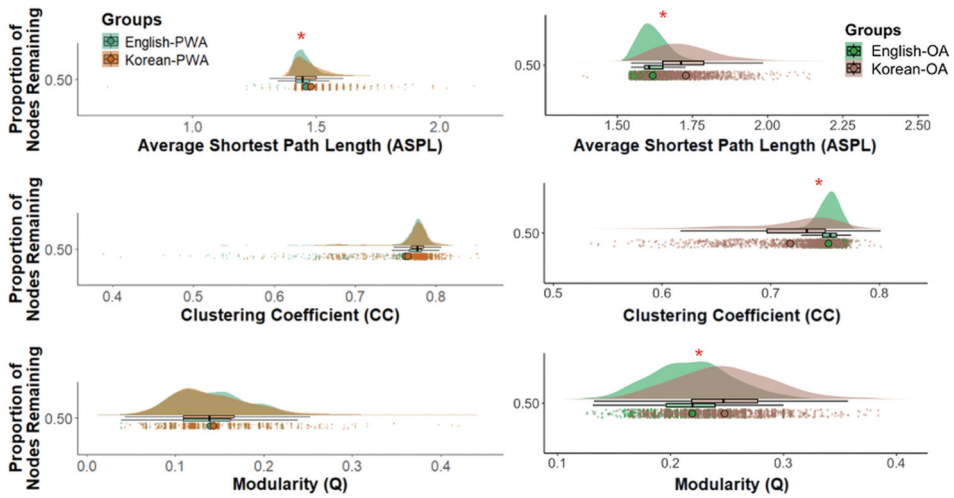 Groups
English-PWA
Korean-PWA
Proportion of
Nodes Remaining
0.50
*
1.0
1.5
2.0
Average Shortest Path Length (ASPL)
*
Groups
English-OA
Korean-OA
0.50
1.50
1.75
2.00
2.25
2.50
Average Shortest Path Length (ASPL)
Proportion of
Nodes Remaining
0.50
0.4
0.5
0.6
0.7
0.8
Clustering Coefficient (CC)
*
0.50
0.5
0.6
0.7
0.8
Clustering Coefficient (CC)
Proportion of
Nodes Remaining
0.50
0.0
0.1
0.2
0.3
0.4
Modularity (Q)
*
0.50
0.1
0.2
0.3
0.4
Modularity (Q)